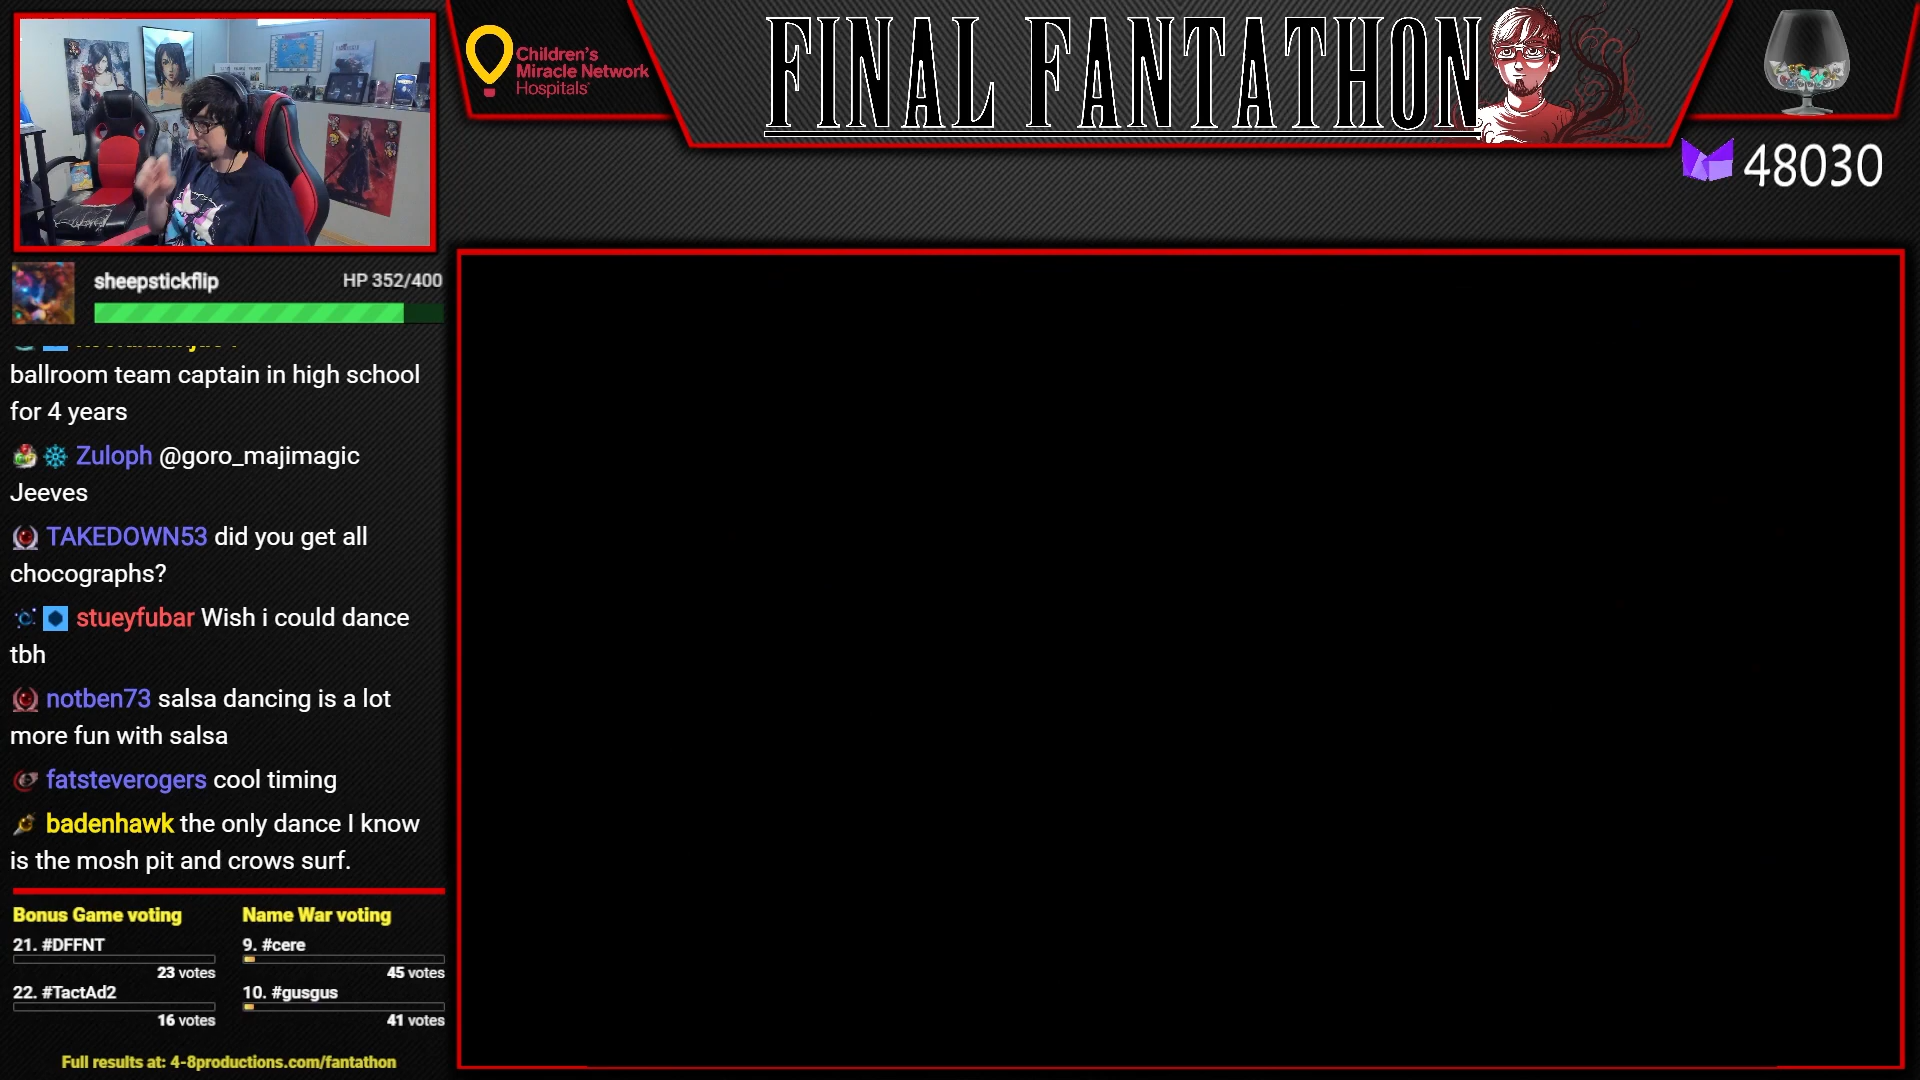 Children's
Miracle Network
Hospitals
FINAL FANTATHON
48030
sheepstickflip HP 352/400
ballroom team captain in high school
for 4 years
Zuloph @goro_majimagic
Jeeves
TAKEDOWN53 did you get all
chocographs?
stueyfubar Wish i could dance
tbh
notben73 salsa dancing is a lot
more fun with salsa
fatsteverogers cool timing
badenhawk the only dance I know
is the mosh pit and crows surf.
Bonus Game voting
21. #DFFNT
23 votes
22. #TactAd2
16 votes
Name War voting
9. #cere
45 votes
10. #gusgus
41 votes
Full results at: 4-8productions.com/fantathon